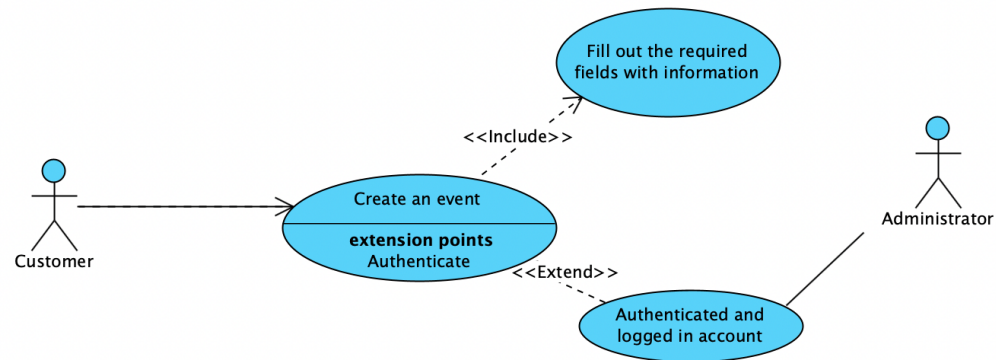 Fill out the required
fields with information
<<Include>>
Create an event
extension points
Authenticate
Customer
Administrator
<<Extend>>
Authenticated and
logged in account